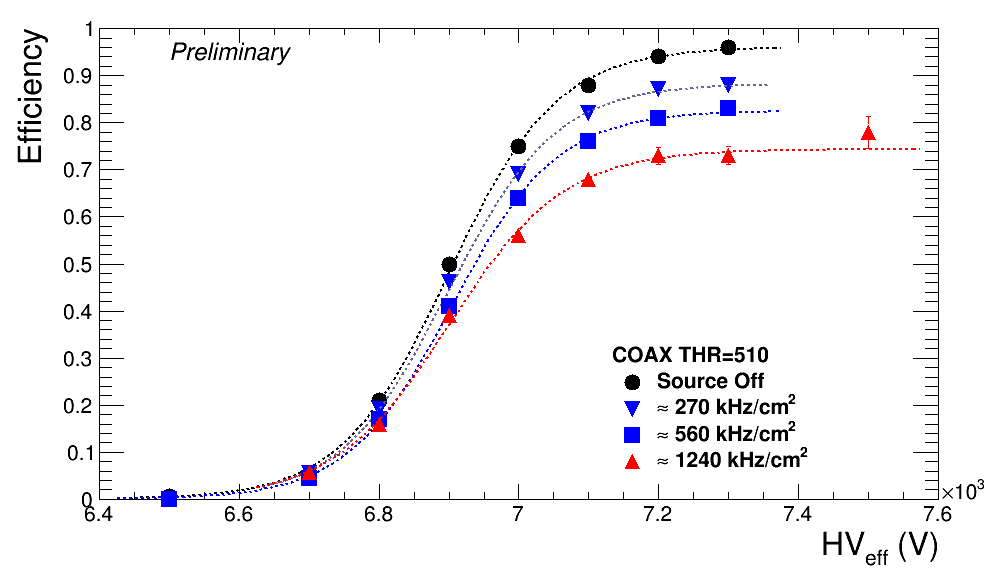 Preliminary
Efficiency
1
0.9
0.8
0.7
0.6
0.5
0.4
0.3
0.2
0.1
0
COAX THR=510
Source Off
≈ 270 kHz/cm²
≈ 560 kHz/cm²
≈ 1240 kHz/cm²
6.4 6.6 6.8 7 7.2 7.4 7.6
×10³
HV_eff (V)